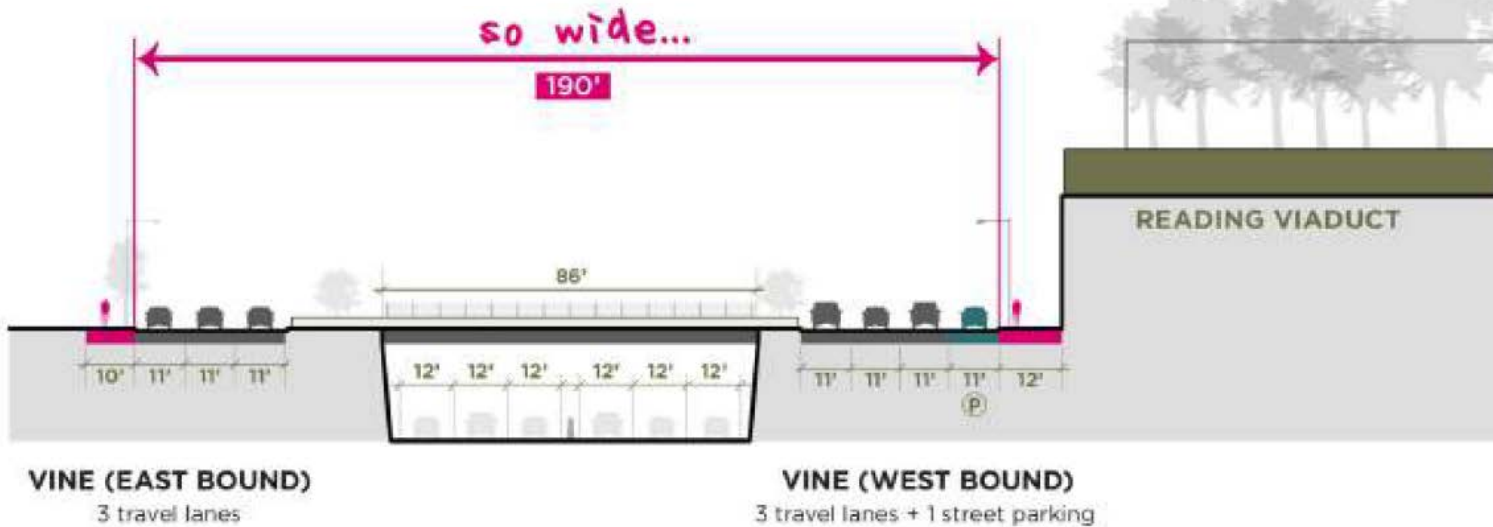 so wide...
190'
READING VIADUCT
86'
12' 12' 12' 12' 12' 12'
10' 11' 11' 11'
11' 11' 11' 11' 12'
P
VINE (EAST BOUND)
3 travel lanes
VINE (WEST BOUND)
3 travel lanes + 1 street parking